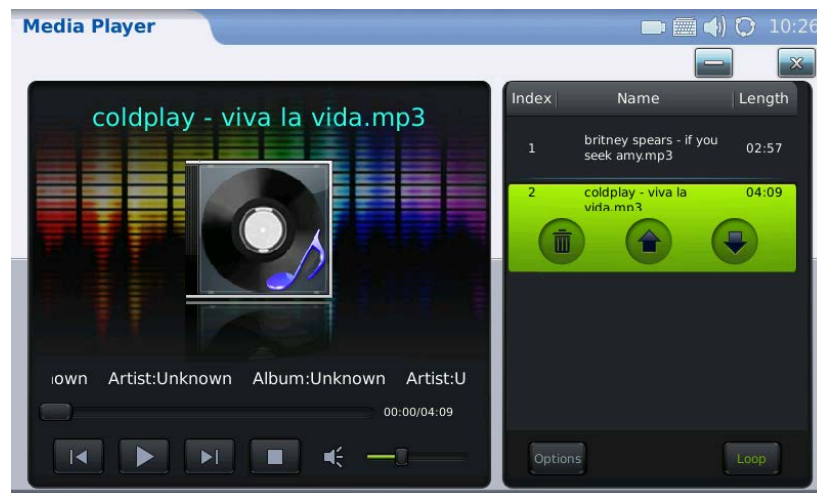 Media Player
10:26
coldplay - viva la vida.mp3
Artist:Unknown Album:Unknown
00:00/04:09
Index Name Length
1 britney spears - if you 02:57
seek amy.mp3
2 coldplay - viva la 04:09
vida.mp3
Options Loop